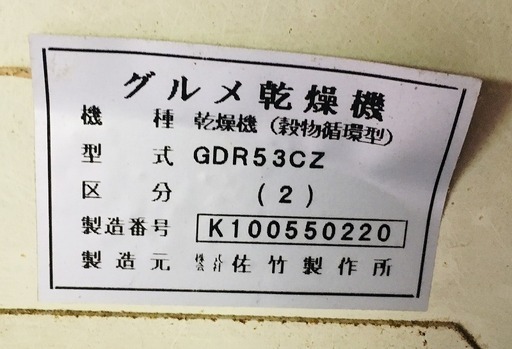 グルメ乾燥機
機種 乾燥機(穀物循環型)
型式 GDR53CZ
区分 (2)
製造番号 K100550220
製造元 株式会社 佐竹製作所